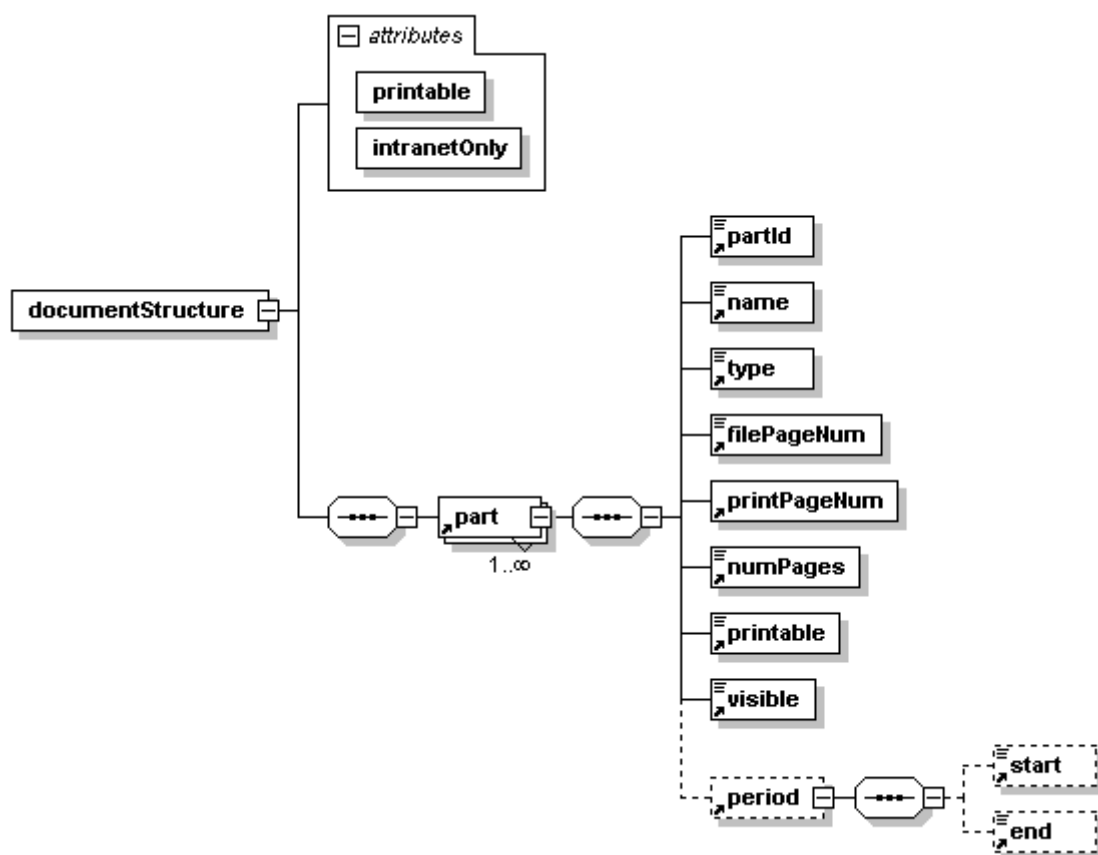 attributes
printable
intranetOnly
documentStructure
part
1..∞
partId
name
type
filePageNum
printPageNum
numPages
printable
visible
period
start
end